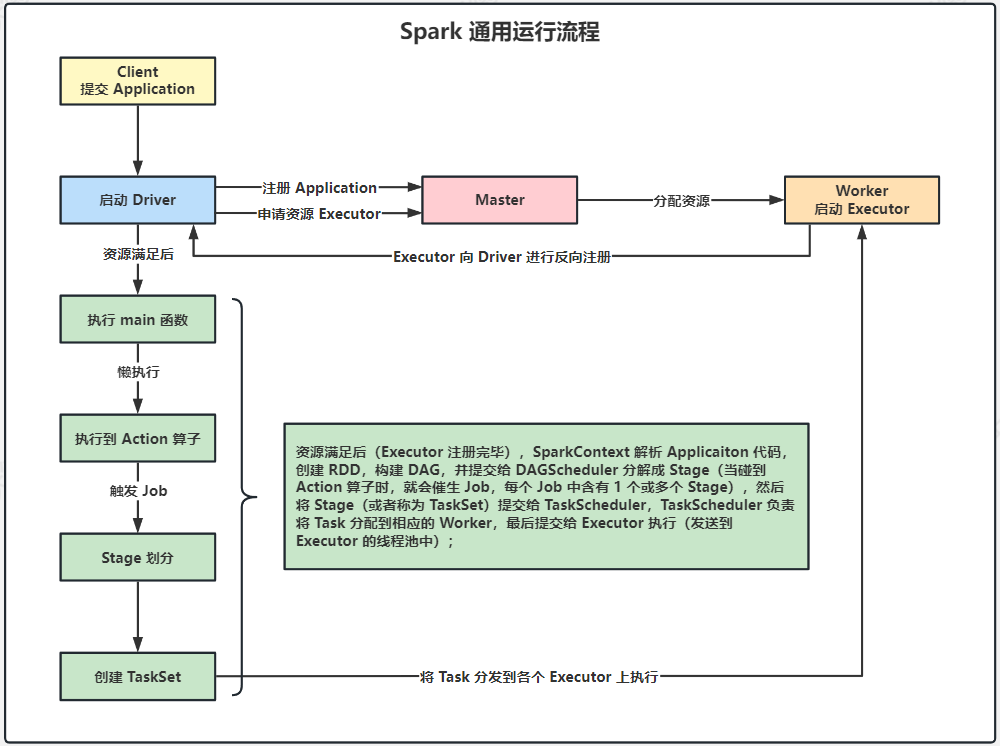 Spark 通用运行流程
Client
提交 Application
启动 Driver
注册 Application
申请资源 Executor
Master
分配资源
Worker
启动 Executor
资源满足后
Executor 向 Driver 进行反向注册
执行 main 函数
懒执行
执行到 Action 算子
触发 Job
Stage 划分
创建 TaskSet
资源满足后（Executor 注册完毕），SparkContext 解析 Applicaiton 代码，
创建 RDD，构建 DAG，并提交给 DAGScheduler 分解成 Stage（当碰到
Action 算子时，就会催生 Job，每个 Job 中含有 1 个或多个 Stage），然后
将 Stage（或者称为 TaskSet）提交给 TaskScheduler，TaskScheduler 负责
将 Task 分配到相应的 Worker，最后提交给 Executor 执行（发送到
Executor 的线程池中）；
将 Task 分发到各个 Executor 上执行